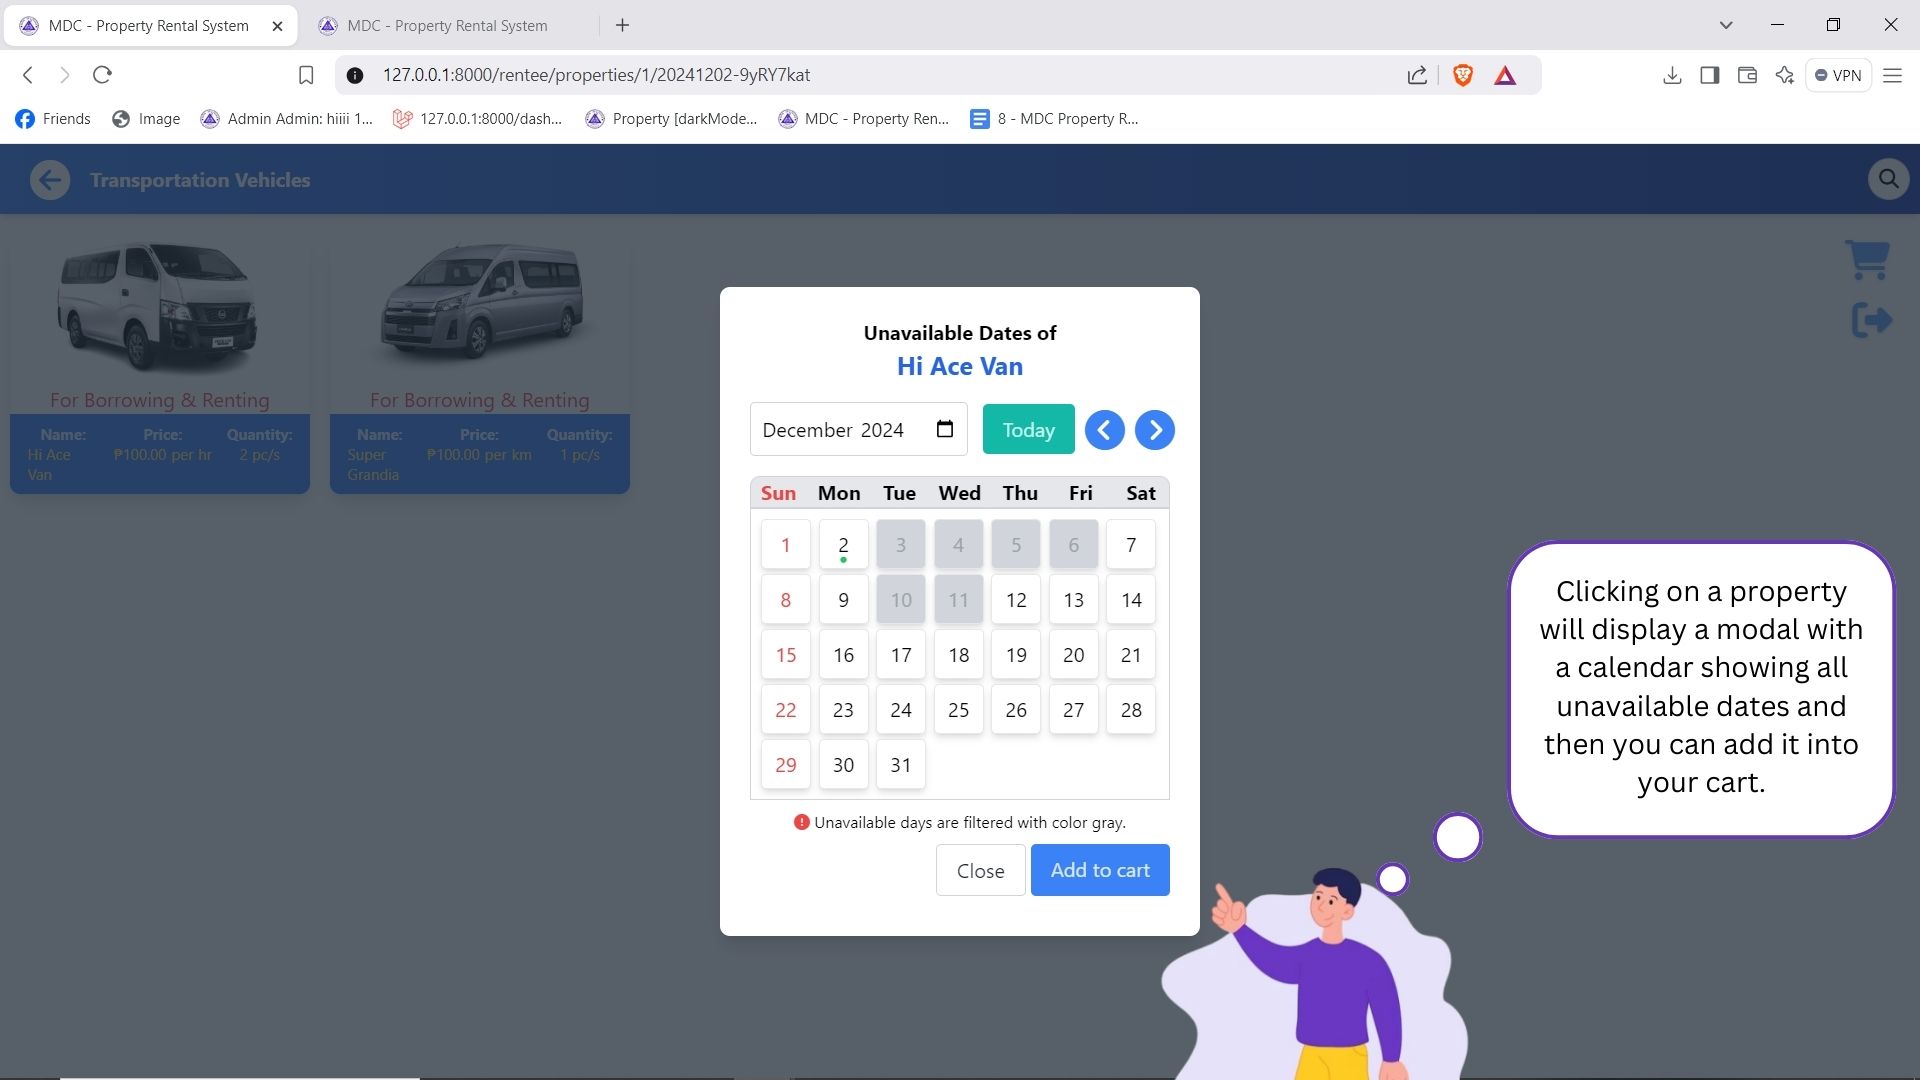 MDC - Property Rental System
MDC - Property Rental System
127.0.0.1:8000/rentee/properties/1/20241202-9yRY7kat
VPN
Friends
Image
Admin Admin: hiiii 1...
127.0.0.1:8000/dash...
Property [darkMode...
MDC - Property Ren...
8 - MDC Property R...
Transportation Vehicles
For Borrowing & Renting
Name: Price: Quantity:
Hi Ace Van ₱100.00 per hr 2 pc/s
For Borrowing & Renting
Name: Price: Quantity:
Super Grandia ₱100.00 per km 1 pc/s
Unavailable Dates of
Hi Ace Van
December 2024
Today
Sun Mon Tue Wed Thu Fri Sat
1 2 3 4 5 6 7
8 9 10 11 12 13 14
15 16 17 18 19 20 21
22 23 24 25 26 27 28
29 30 31
Unavailable days are filtered with color gray.
Close Add to cart
Clicking on a property
will display a modal with
a calendar showing all
unavailable dates and
then you can add it into
your cart.